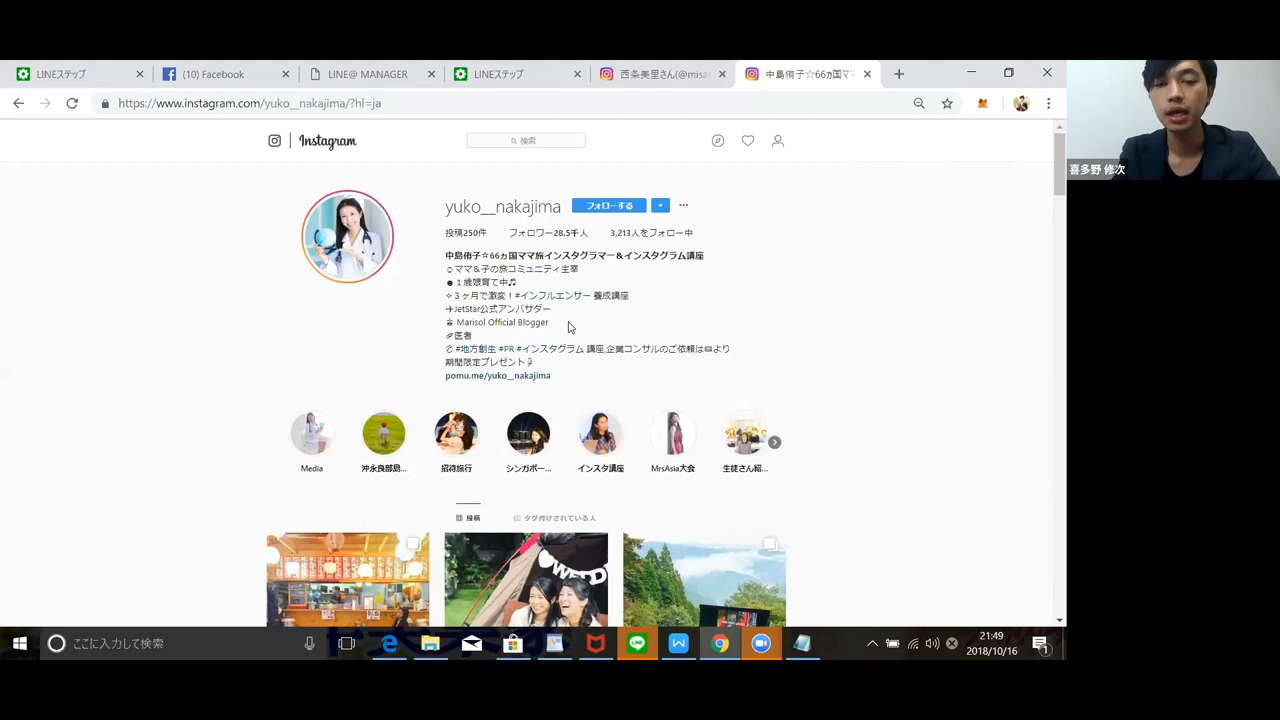 LINEステップ
(10) Facebook
LINE@ MANAGER
LINEステップ
西条美里さん(@misa
中島侑子☆66ヵ国ママ
https://www.instagram.com/yuko__nakajima/?hl=ja
喜多野 修次
Instagram
検索
yuko__nakajima
フォローする
投稿250件 フォロワー28.5千人 3,213人をフォロー中
中島侑子☆66ヵ国ママ旅インスタグラマー＆インスタグラム講座
ママ＆子の旅コミュニティ主宰
１歳娘育て中♫
✧３ヶ月で激変！#インフルエンサー 養成講座
✈JetStar公式アンバサダー
Marisol Official Blogger
医者
#地方創生 #PR #インスタグラム 講座,企業コンサルのご依頼は✉より
期間限定プレゼント
pomu.me/yuko__nakajima
Media
沖永良部島...
招待旅行
シンガポー...
インスタ講座
MrsAsia大会
生徒さん紹...
投稿
タグ付けされている人
ここに入力して検索
21:49
2018/10/16